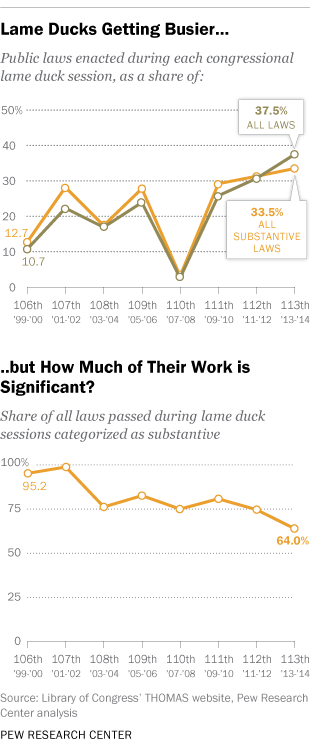 Lame Ducks Getting Busier...
Public laws enacted during each congressional
lame duck session, as a share of:
50%
40
30
20
10
0
37.5%
ALL LAWS
12.7
10.7
33.5%
ALL
SUBSTANTIVE
LAWS
106th 107th 108th 109th 110th 111th 112th 113th
'99-'00 '01-'02 '03-'04 '05-'06 '07-'08 '09-'10 '11-'12 '13-'14
..but How Much of Their Work is
Significant?
Share of all laws passed during lame duck
sessions categorized as substantive
100%
75
50
25
0
95.2
64.0%
106th 107th 108th 109th 110th 111th 112th 113th
'99-'00 '01-'02 '03-'04 '05-'06 '07-'08 '09-'10 '11-'12 '13-'14
Source: Library of Congress' THOMAS website, Pew Research
Center analysis
PEW RESEARCH CENTER